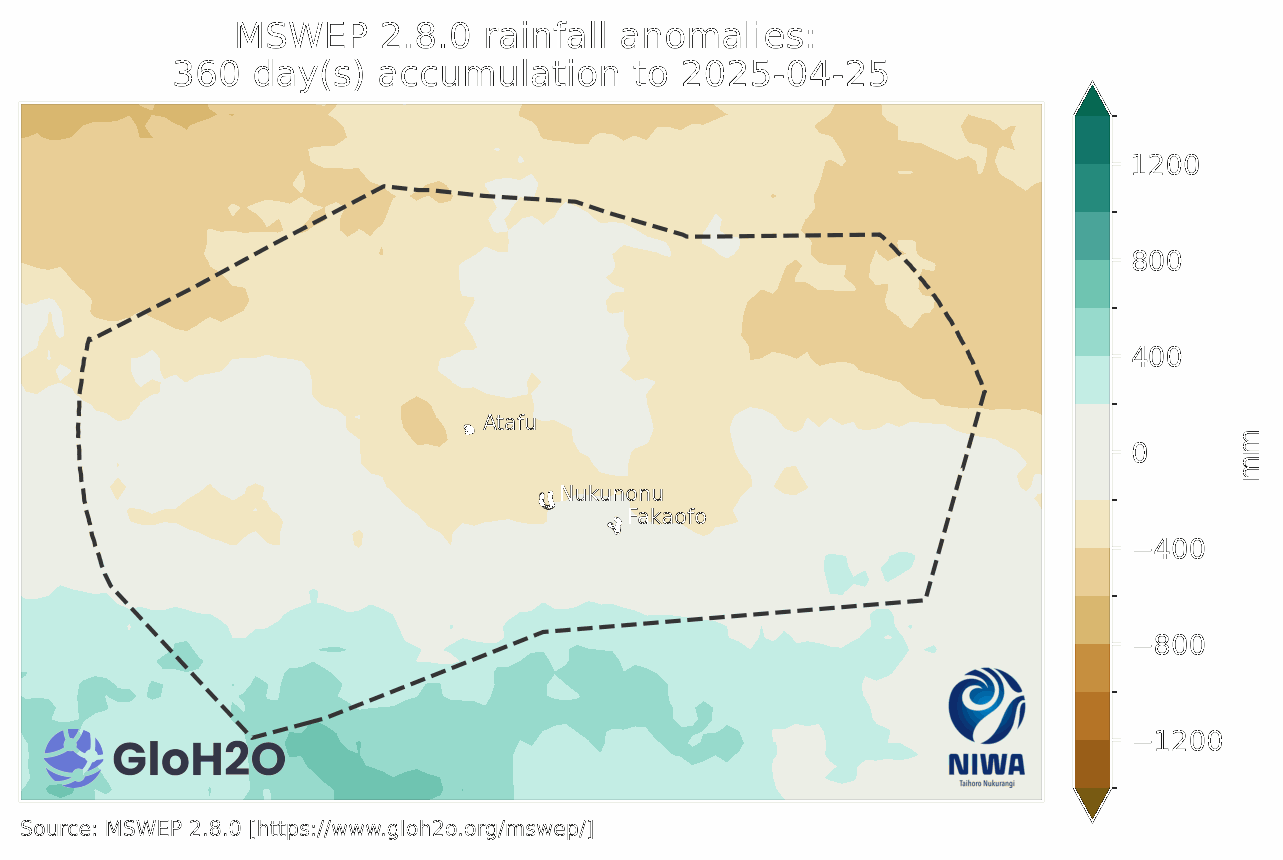 MSWEP 2.8.0 rainfall anomalies:
360 day(s) accumulation to 2025-04-25
1200
800
400
0
−400
−800
−1200
mm
Atafu
Nukunonu
Fakaofo
GloH2O
NIWA
Taihoro Nukurangi
Source: MSWEP 2.8.0 [https://www.gloh2o.org/mswep/]